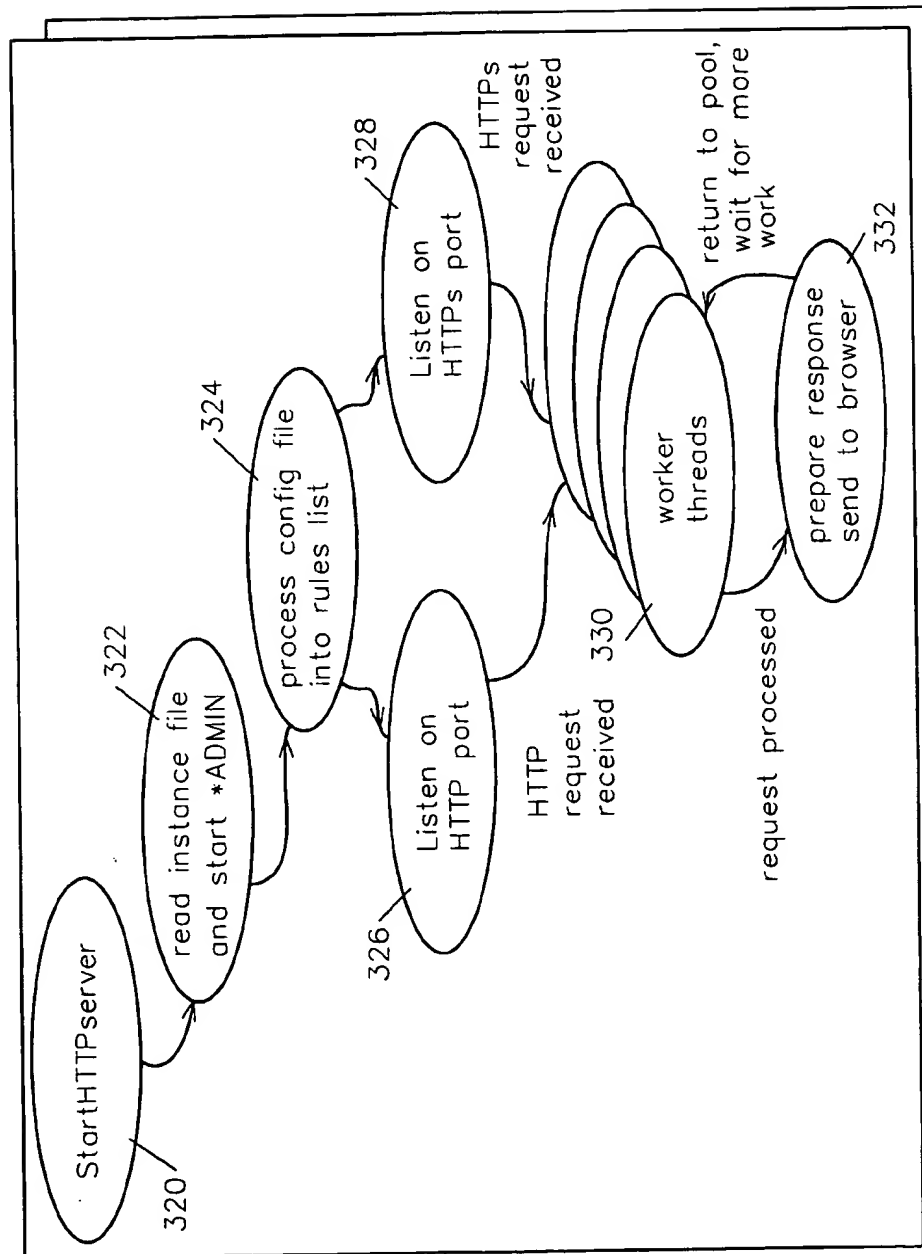 StartHTTPserver
320
read instance file
and start *ADMIN
322
process config file
into rules list
324
Listen on
HTTP port
326
Listen on
HTTPs port
328
HTTP
request
received
HTTPs
request
received
worker
threads
330
request processed
return to pool,
wait for more
work
prepare response
send to browser
332